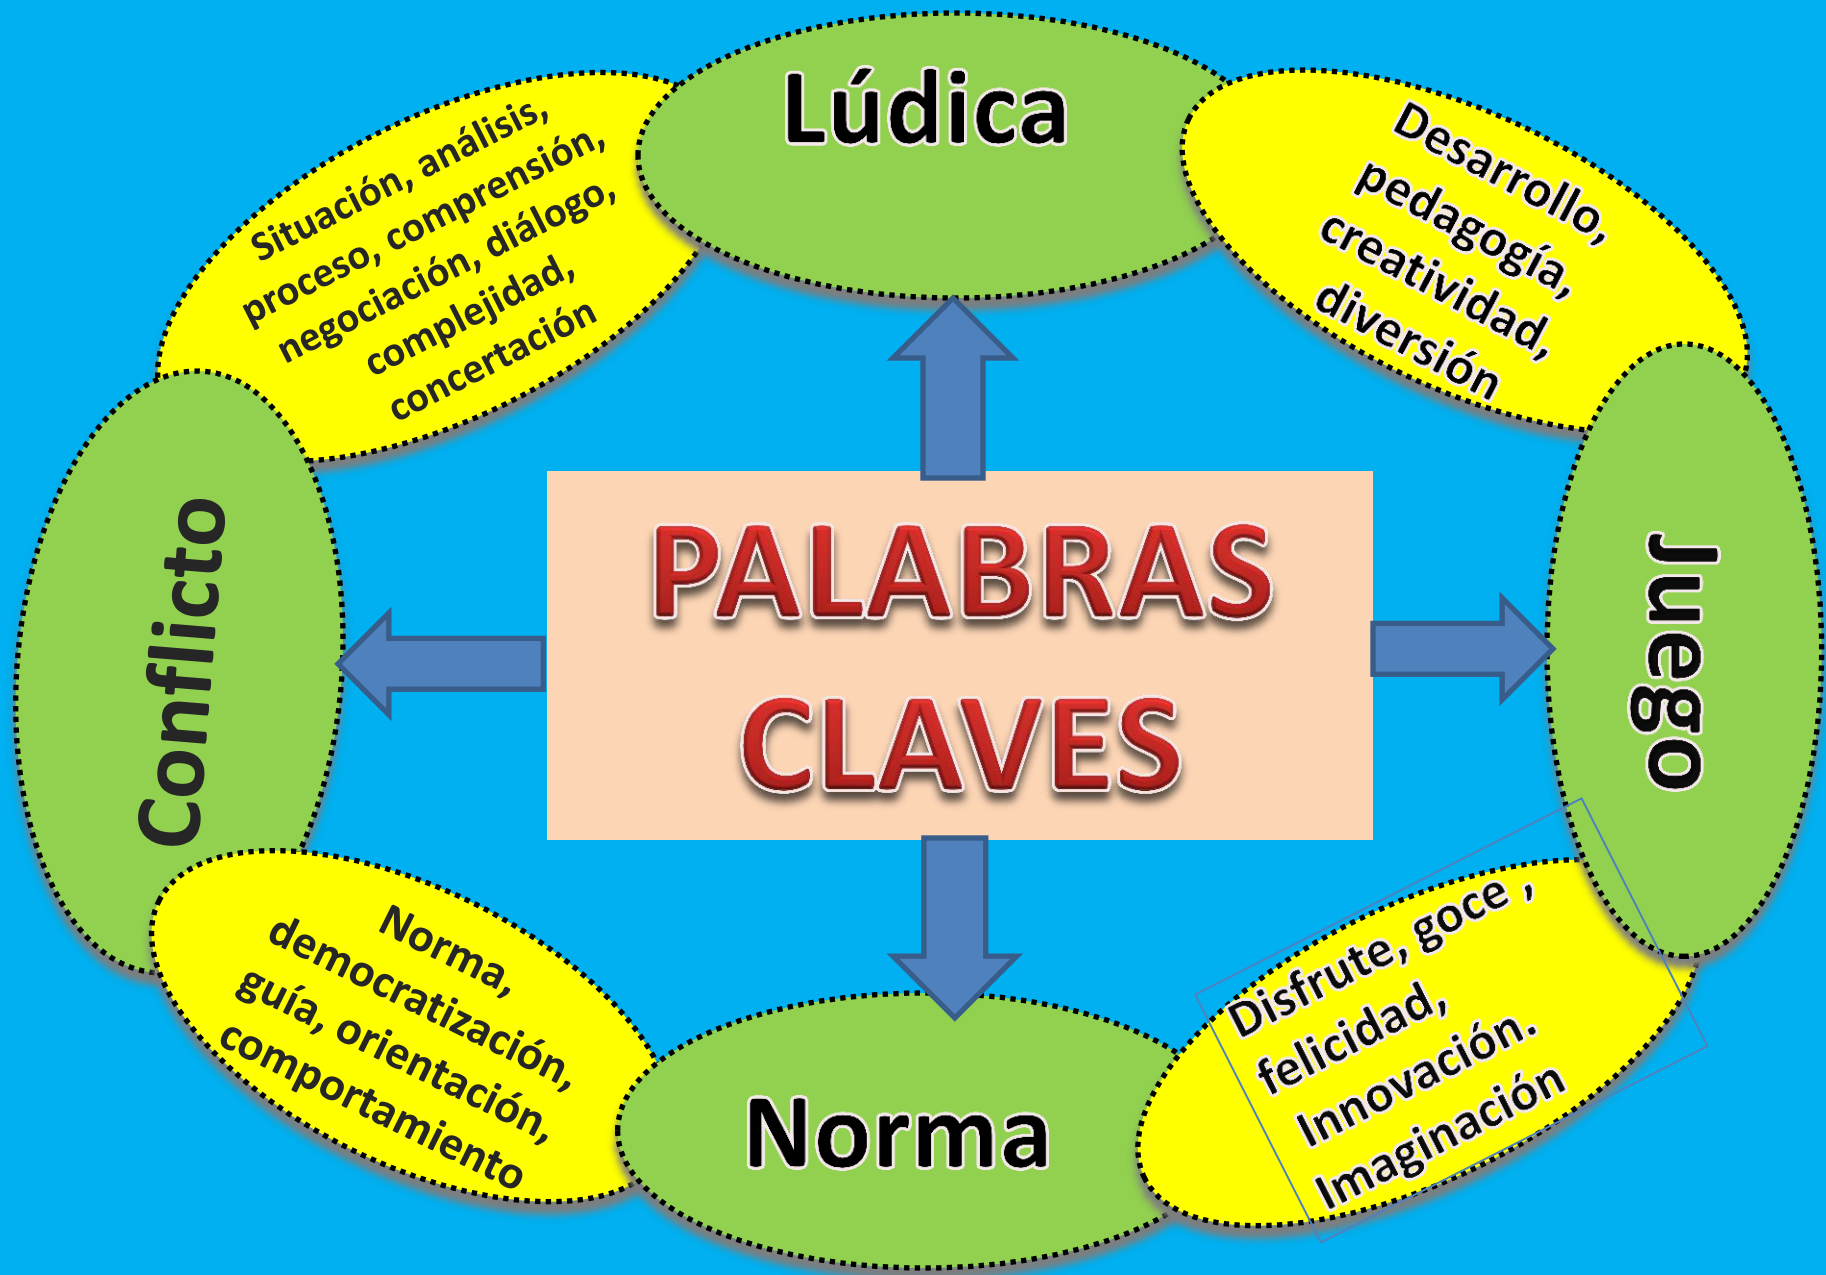 Lúdica
Desarrollo,
pedagogía,
creatividad,
diversión
Juego
Disfrute, goce ,
felicidad,
Innovación.
Imaginación
Norma
Norma,
democratización,
guía, orientación,
comportamiento
Conflicto
Situación, análisis,
proceso, comprensión,
negociación, diálogo,
complejidad,
concertación
PALABRAS
CLAVES